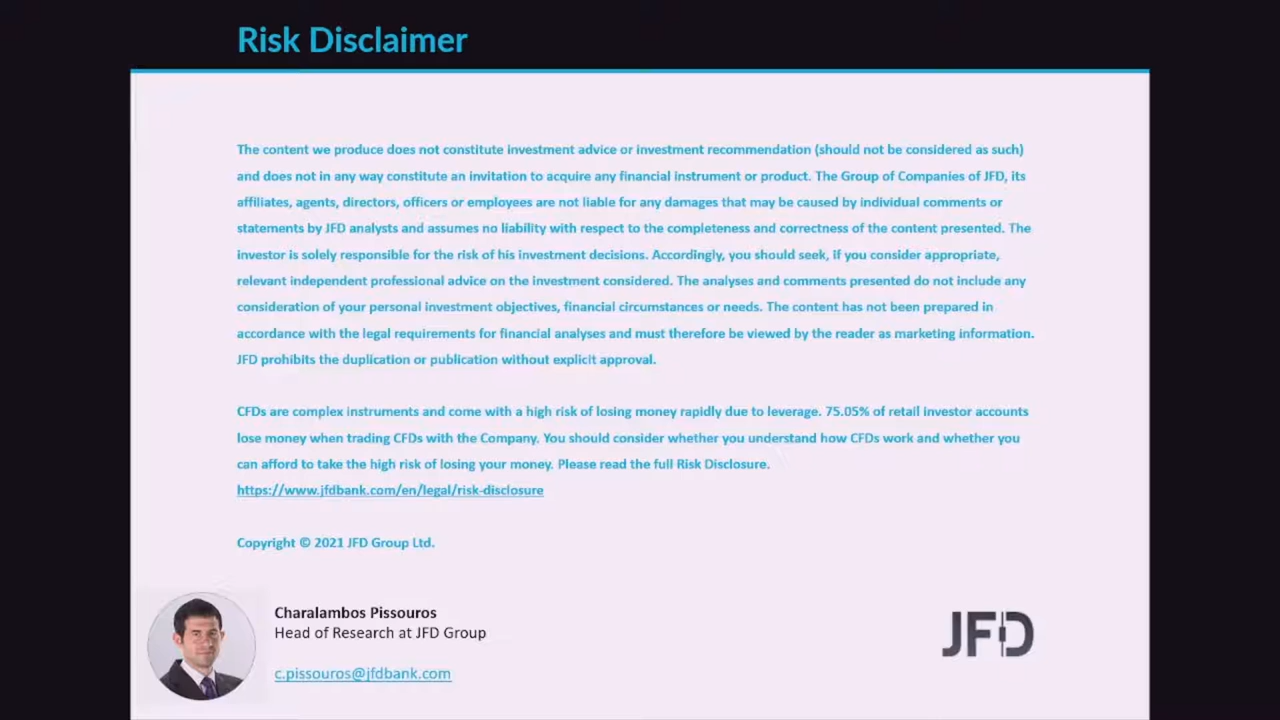 Risk Disclaimer
The content we produce does not constitute investment advice or investment recommendation (should not be considered as such)
and does not in any way constitute an invitation to acquire any financial instrument or product. The Group of Companies of JFD, its
affiliates, agents, directors, officers or employees are not liable for any damages that may be caused by individual comments or
statements by JFD analysts and assumes no liability with respect to the completeness and correctness of the content presented. The
investor is solely responsible for the risk of his investment decisions. Accordingly, you should seek, if you consider appropriate,
relevant independent professional advice on the investment considered. The analyses and comments presented do not include any
consideration of your personal investment objectives, financial circumstances or needs. The content has not been prepared in
accordance with the legal requirements for financial analyses and must therefore be viewed by the reader as marketing information.
JFD prohibits the duplication or publication without explicit approval.
CFDs are complex instruments and come with a high risk of losing money rapidly due to leverage. 75.05% of retail investor accounts
lose money when trading CFDs with the Company. You should consider whether you understand how CFDs work and whether you
can afford to take the high risk of losing your money. Please read the full Risk Disclosure.
https://www.jfdbank.com/en/legal/risk-disclosure
Copyright © 2021 JFD Group Ltd.
Charalambos Pissouros
Head of Research at JFD Group
c.pissouros@jfdbank.com
JFD